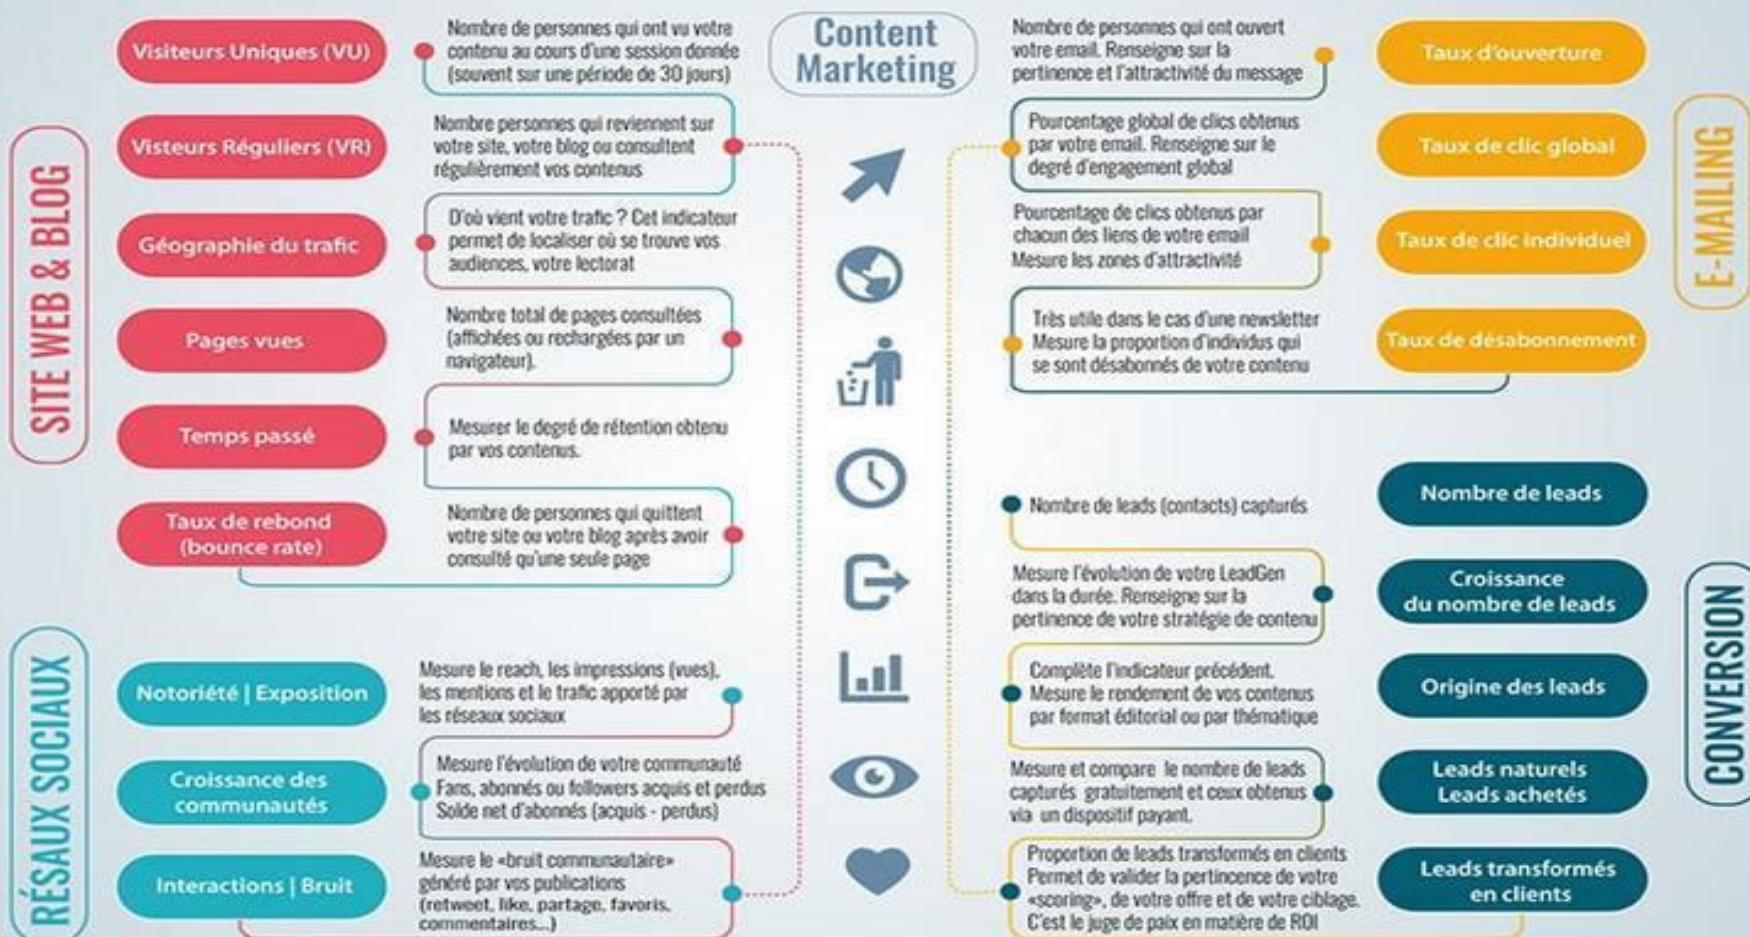 Content
Marketing
SITE WEB & BLOG
Visiteurs Uniques (VU)
Nombre de personnes qui ont vu votre
contenu au cours d'une session donnée
(souvent sur une période de 30 jours)
Visteurs Réguliers (VR)
Nombre personnes qui reviennent sur
votre site, votre blog ou consultent
régulièrement vos contenus
Géographie du trafic
D'où vient votre trafic ? Cet indicateur
permet de localiser où se trouve vos
audiences, votre lectorat
Pages vues
Nombre total de pages consultées
(affichées ou rechargées par un
navigateur).
Temps passé
Mesurer le degré de rétention obtenu
par vos contenus.
Taux de rebond
(bounce rate)
Nombre de personnes qui quittent
votre site ou votre blog après avoir
consulté qu'une seule page
RÉSAUX SOCIAUX
Notoriété | Exposition
Mesure le reach, les impressions (vues),
les mentions et le trafic apporté par
les réseaux sociaux
Croissance des
communautés
Mesure l'évolution de votre communauté
Fans, abonnés ou followers acquis et perdus
Solde net d'abonnés (acquis - perdus)
Interactions | Bruit
Mesure le «bruit communautaire»
généré par vos publications
(retweet, like, partage, favoris,
commentaires...)
E-MAILING
Nombre de personnes qui ont ouvert
votre email. Renseigne sur la
pertinence et l'attractivité du message
Taux d'ouverture
Pourcentage global de clics obtenus
par votre email. Renseigne sur le
degré d'engagement global
Taux de clic global
Pourcentage de clics obtenus par
chacun des liens de votre email
Mesure les zones d'attractivité
Taux de clic individuel
Très utile dans le cas d'une newsletter
Mesure la proportion d'individus qui
se sont désabonnés de votre contenu
Taux de désabonnement
CONVERSION
Nombre de leads (contacts) capturés
Nombre de leads
Mesure l'évolution de votre LeadGen
dans la durée. Renseigne sur la
pertinence de votre stratégie de contenu
Croissance
du nombre de leads
Complète l'indicateur précédent.
Mesure le rendement de vos contenus
par format éditorial ou par thématique
Origine des leads
Mesure et compare le nombre de leads
capturés gratuitement et ceux obtenus
via un dispositif payant.
Leads naturels
Leads achetés
Proportion de leads transformés en clients
Permet de valider la pertincence de votre
«scoring», de votre offre et de votre ciblage.
C'est le juge de paix en matière de ROI
Leads transformés
en clients